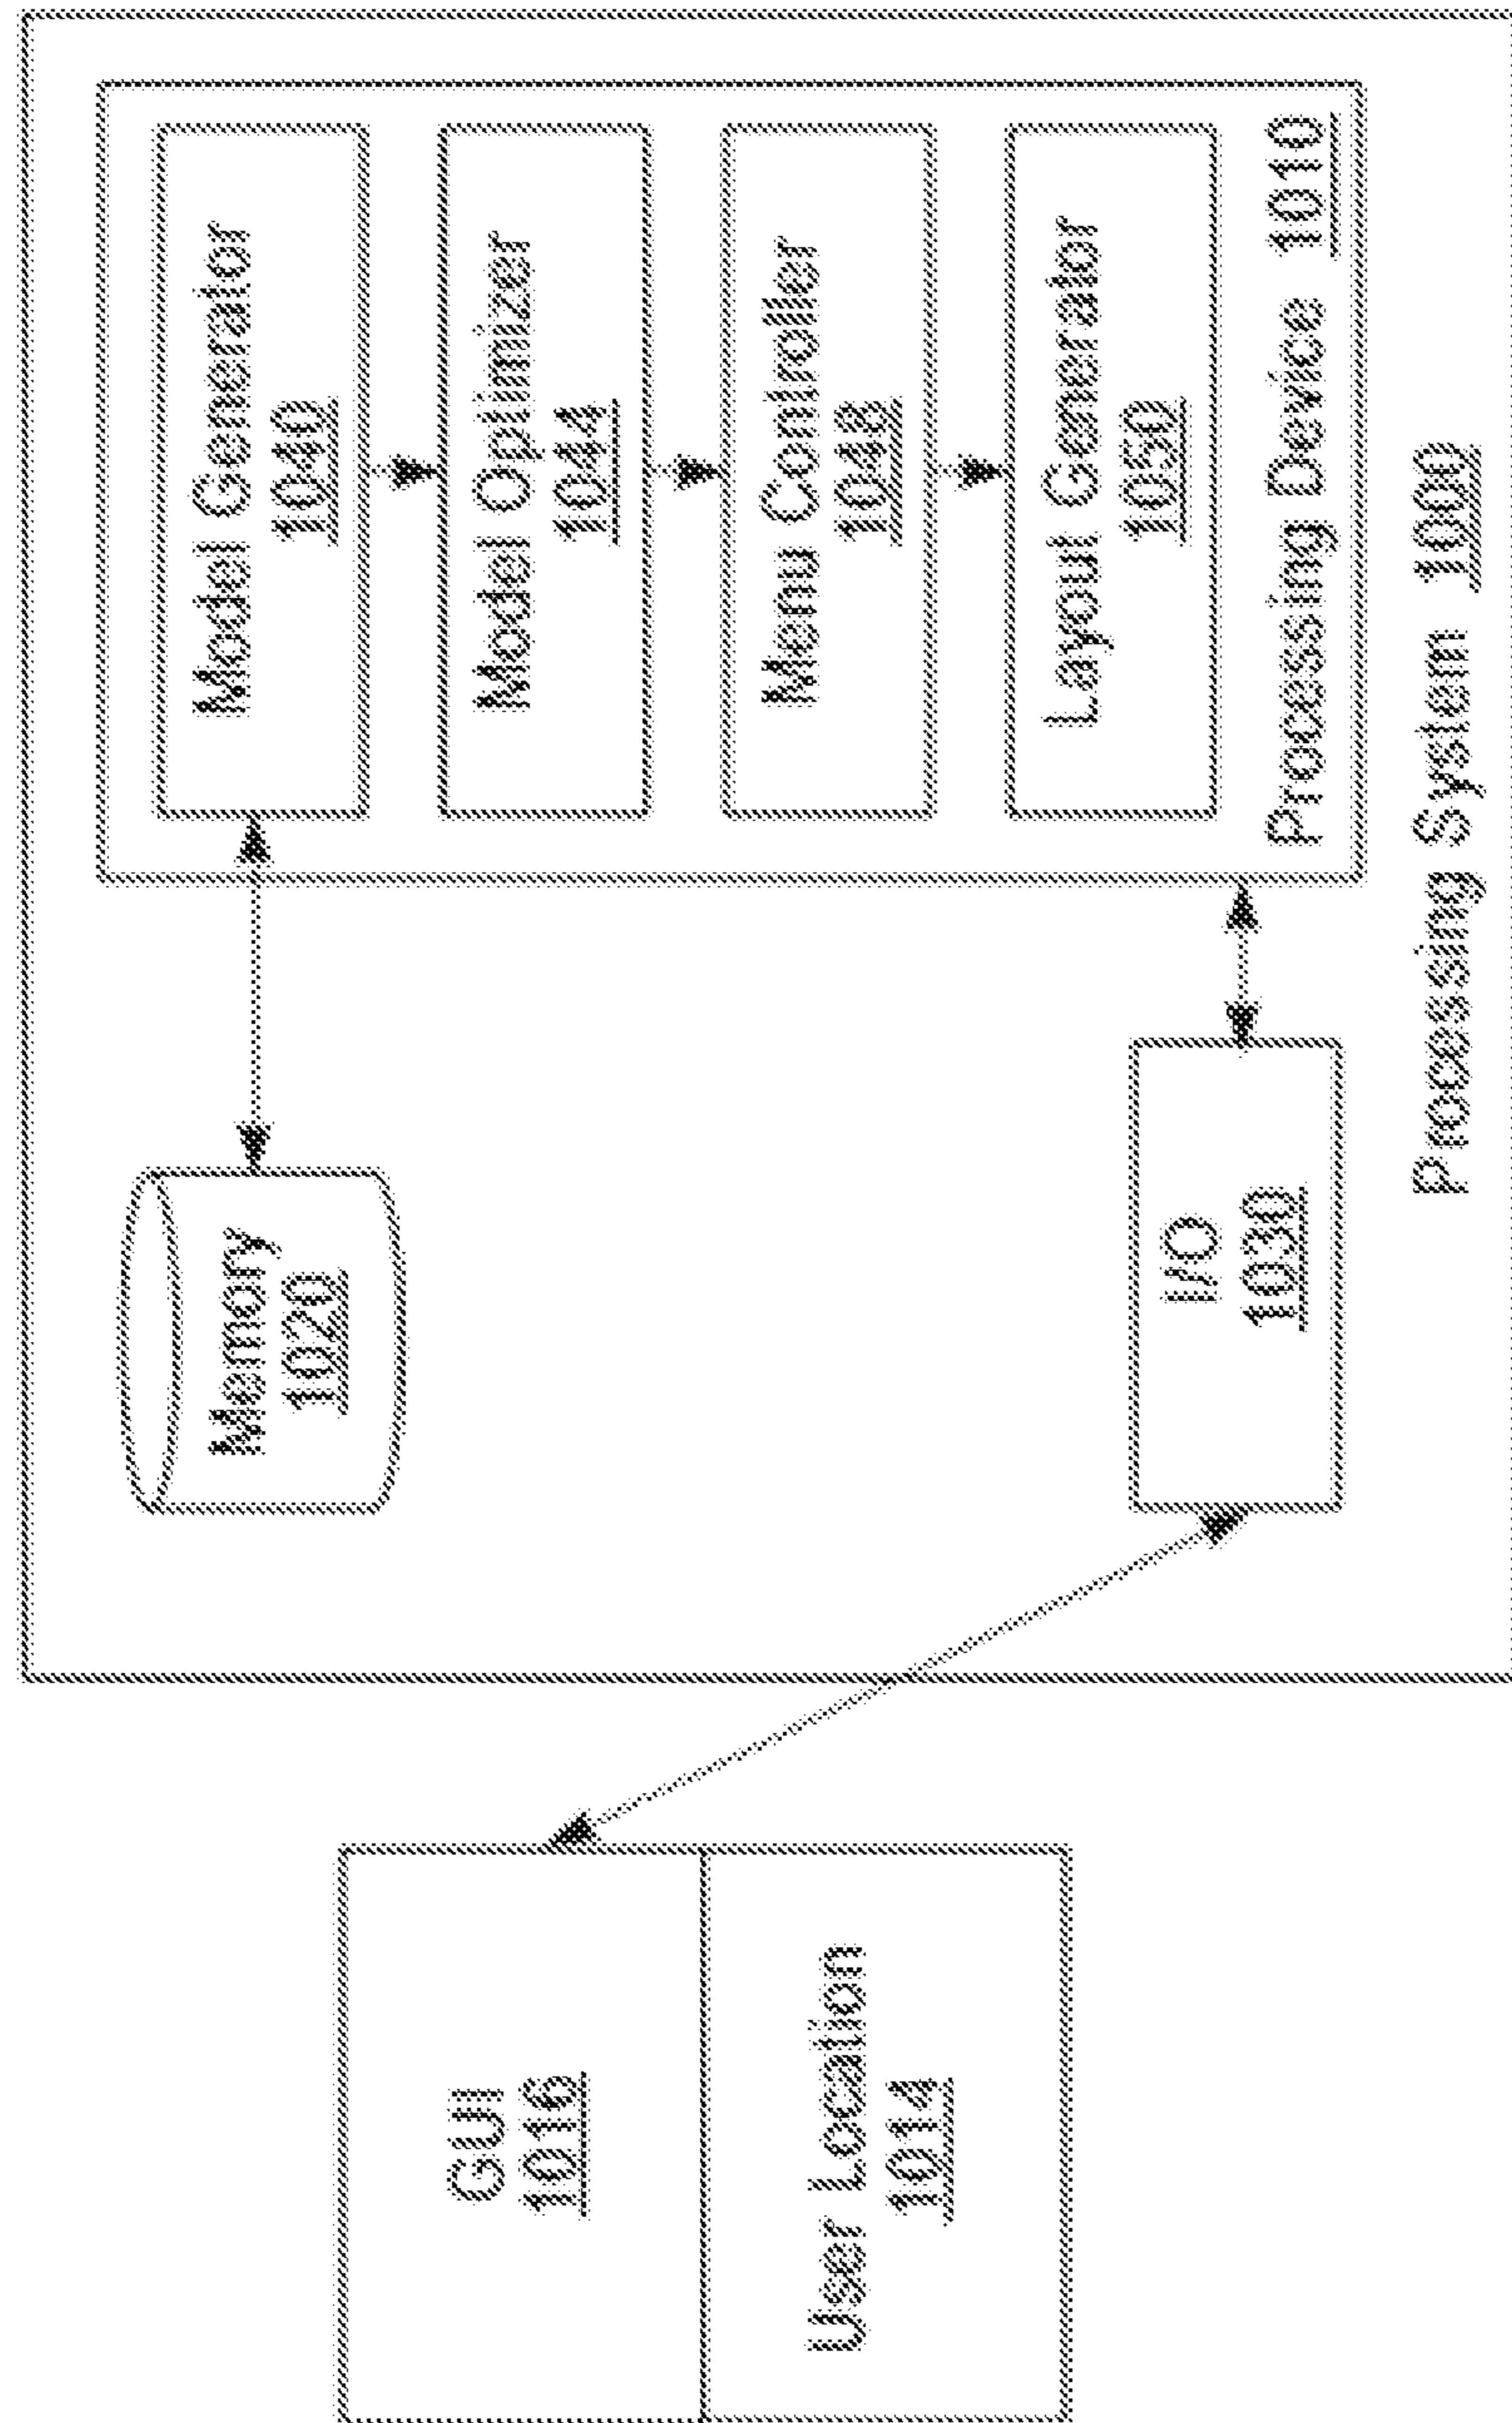 GUI
1016
User Location
1014
Memory
1020
I/O
1030
Model Generator
1040
Model Optimizer
1044
Menu Controller
1048
Layout Generator
1050
Processing Device 1010
Processing System 1000